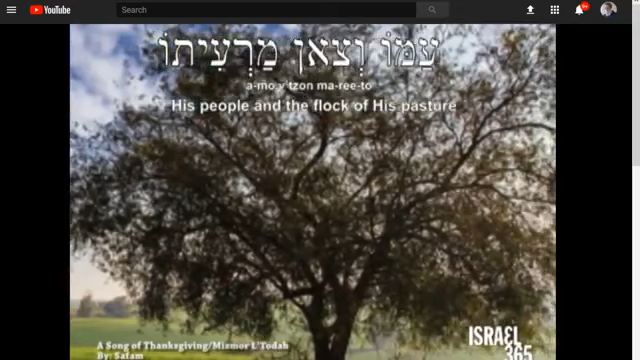 YouTube
Search
9+
עַמּוֹ וְצֹאן מַרְעִיתוֹ
a-mo v'tzon ma-ree-to
His people and the flock of His pasture
A Song of Thanksgiving/Mizmor L'Todah
By: Safam
ISRAEL
365